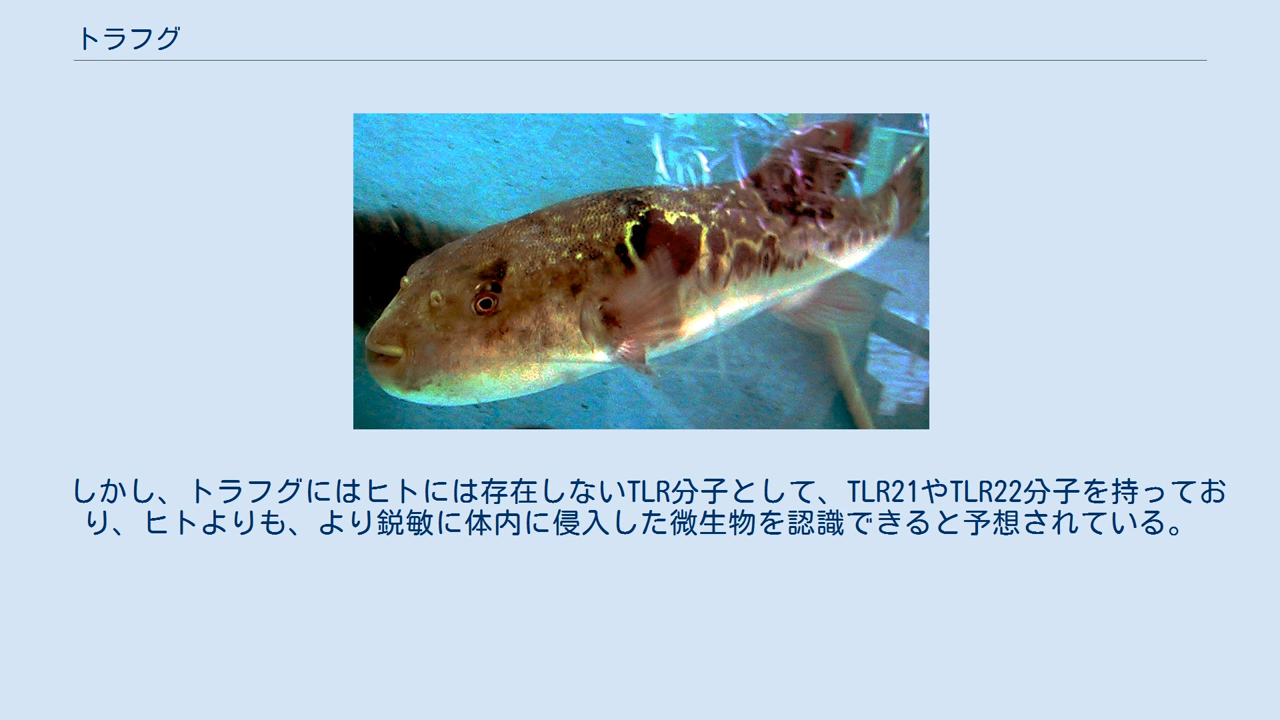 トラフグ
しかし、トラフグにはヒトには存在しないTLR分子として、TLR21やTLR22分子を持ってお
り、ヒトよりも、より鋭敏に体内に侵入した微生物を認識できると予想されている。